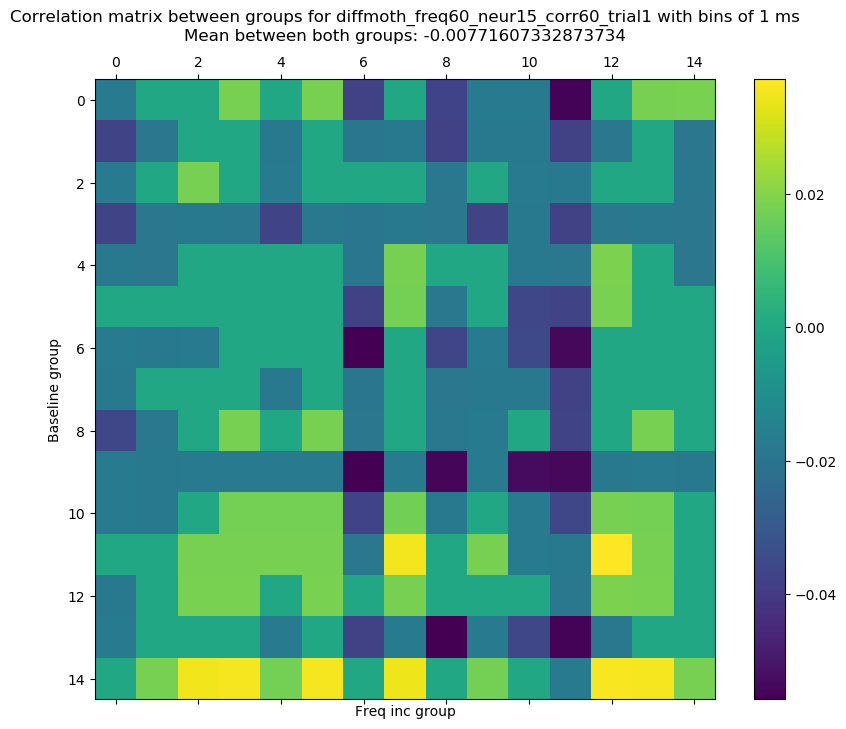 Correlation matrix between groups for diffmoth_freq60_neur15_corr60_trial1 with bins of 1 ms
Mean between both groups: -0.00771607332873734
0 2 4 6 8 10 12 14
0
2
4
6
8
10
12
14
Baseline group
Freq inc group
0.02
0.00
−0.02
−0.04